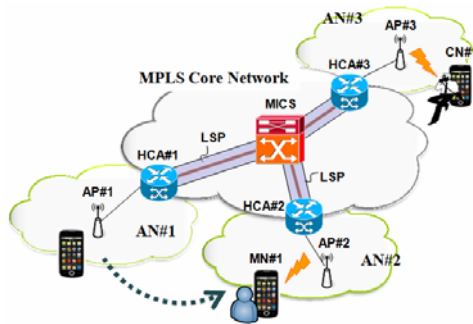 AN#3
AP#3
CN#
HCA#3
MPLS Core Network
MICS
LSP
HCA#1
LSP
AP#1
HCA#2
AN#1
AP#2
MN#1
AN#2